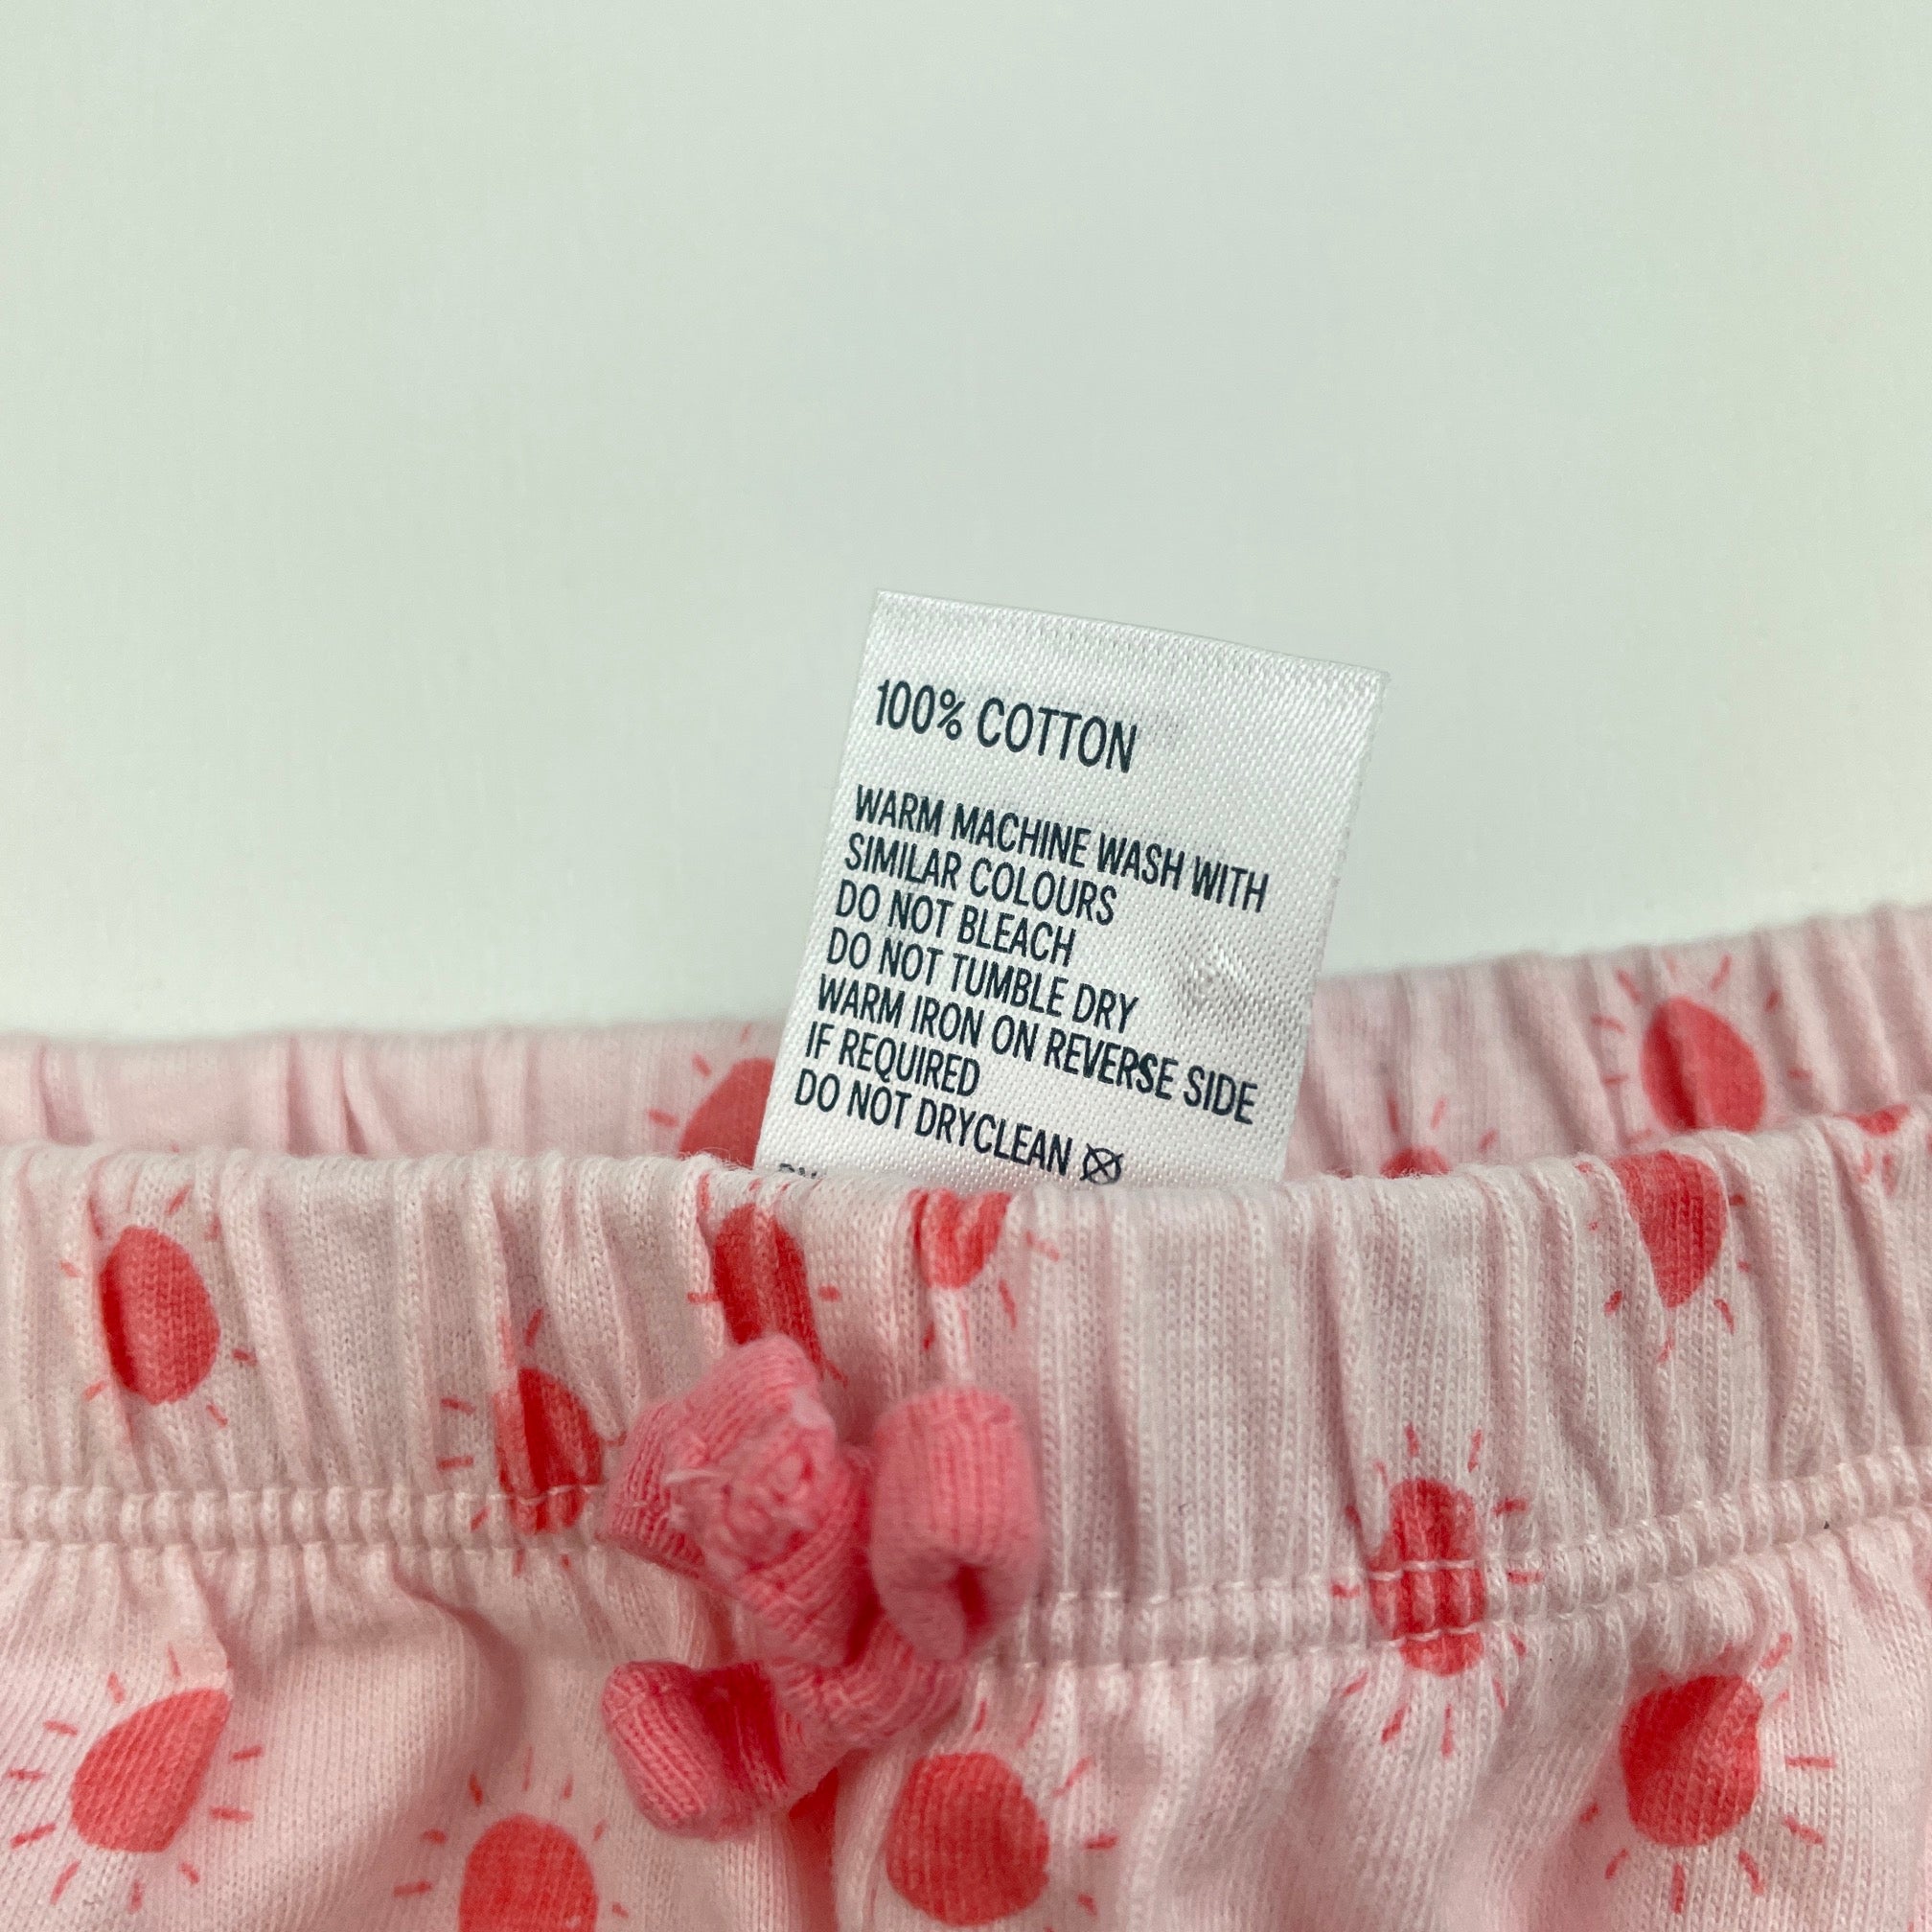 100% COTTON
WARM MACHINE WASH WITH
SIMILAR COLOURS
DO NOT BLEACH
DO NOT TUMBLE DRY
WARM IRON ON REVERSE SIDE
IF REQUIRED
DO NOT DRYCLEAN